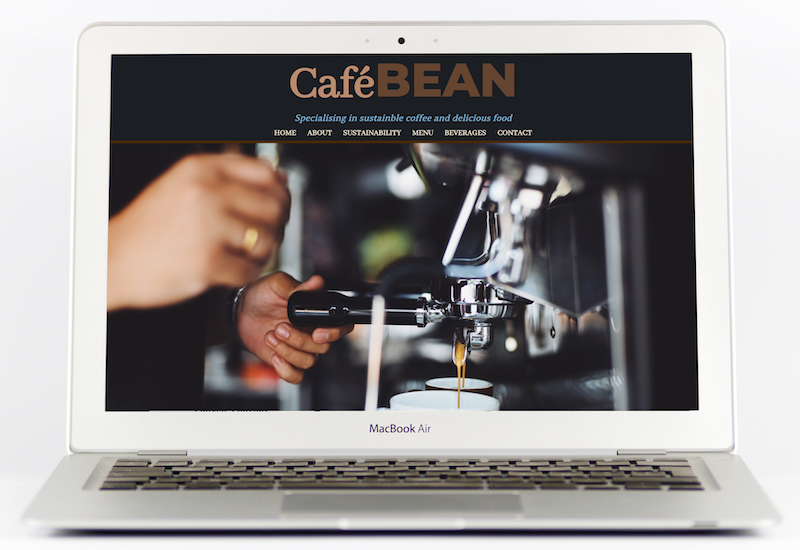 CaféBEAN
Specialising in sustainble coffee and delicious food
HOME ABOUT SUSTAINABILITY MENU BEVERAGES CONTACT
MacBook Air